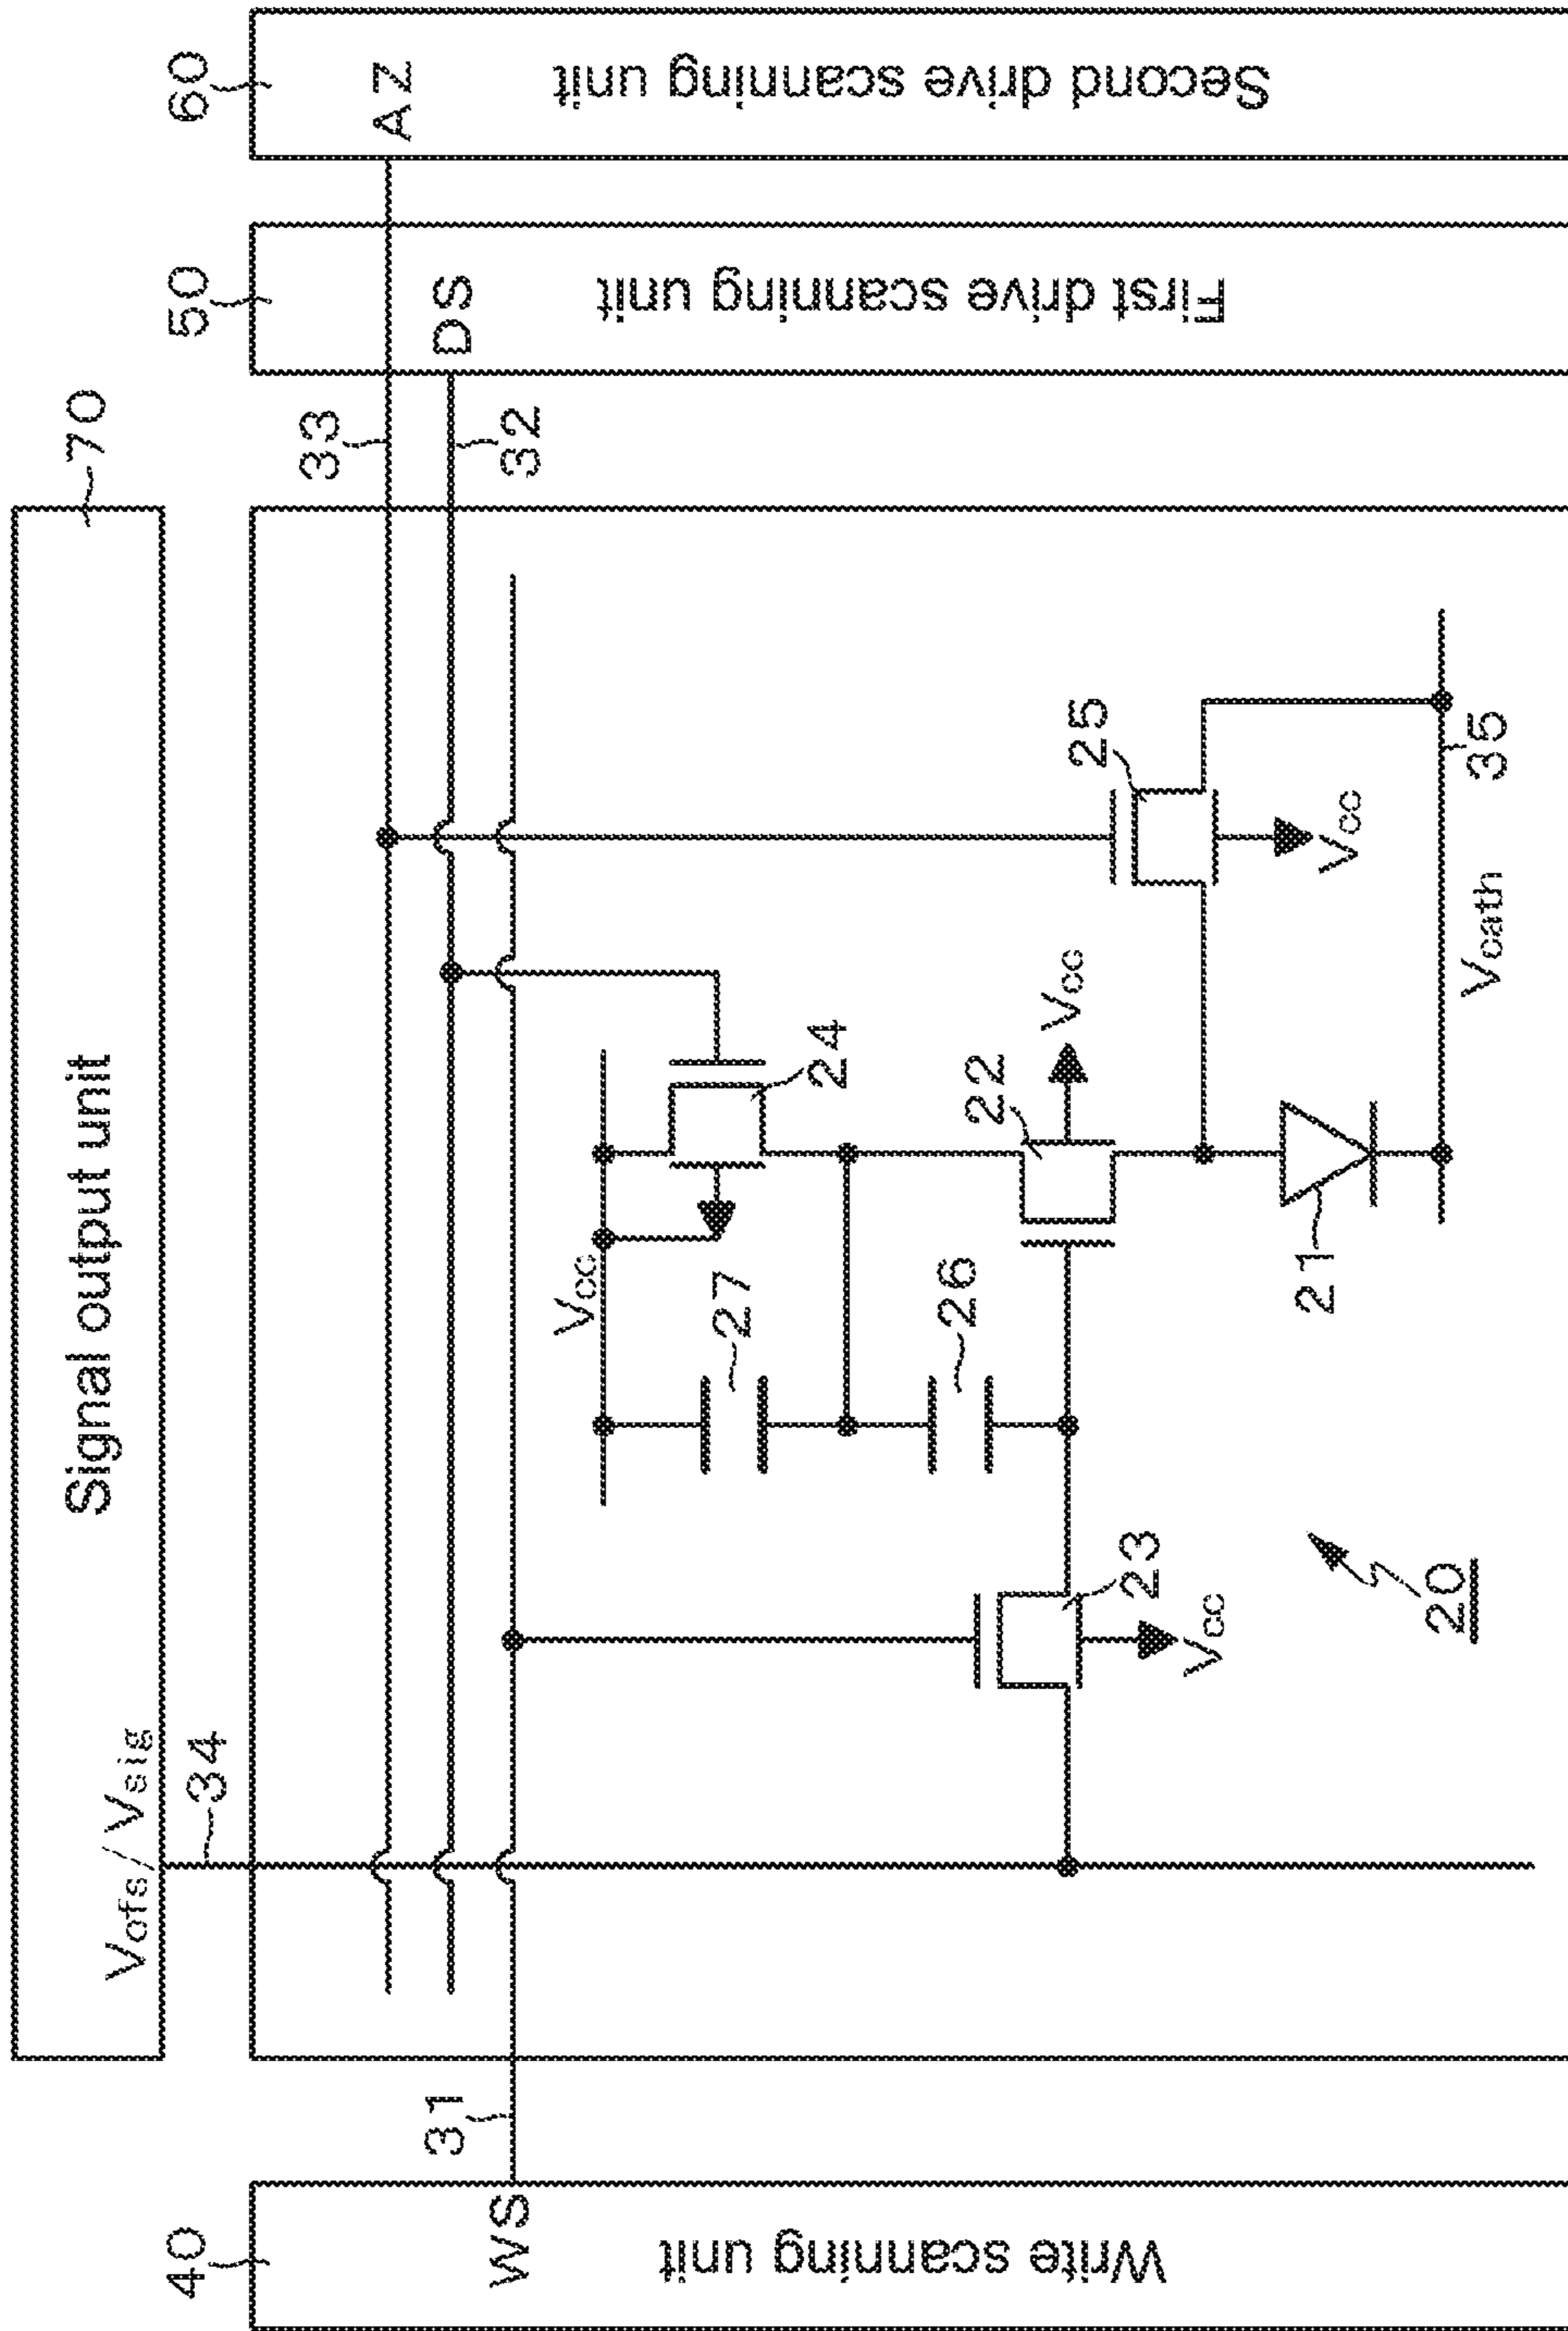 70
Signal output unit
Vofs/Vsig
34
40
50
60
33
AZ
31
32
DS
WS
Vcc
27
24
26
22
Vcc
25
23
Vcc
Vcc
21
20
Vcath
35
Write scanning unit
First drive scanning unit
Second drive scanning unit